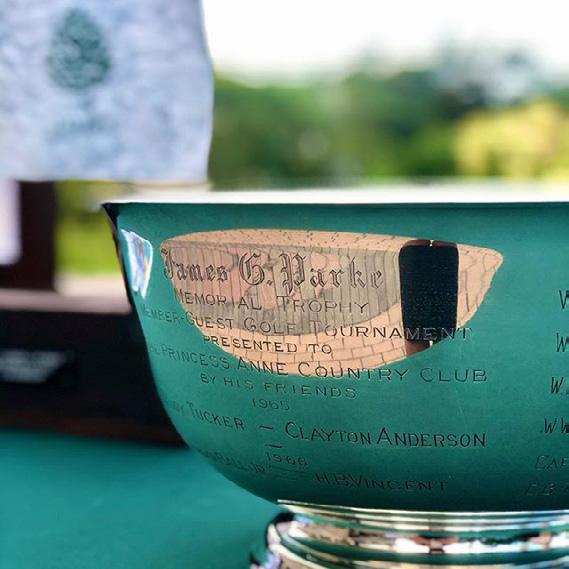 James G. Parke
Memorial Trophy
Member-Guest Golf Tournament
Presented to
Princess Anne Country Club
By His Friends
1965
Tucker — Clayton Anderson
1966
H.B. Vincent